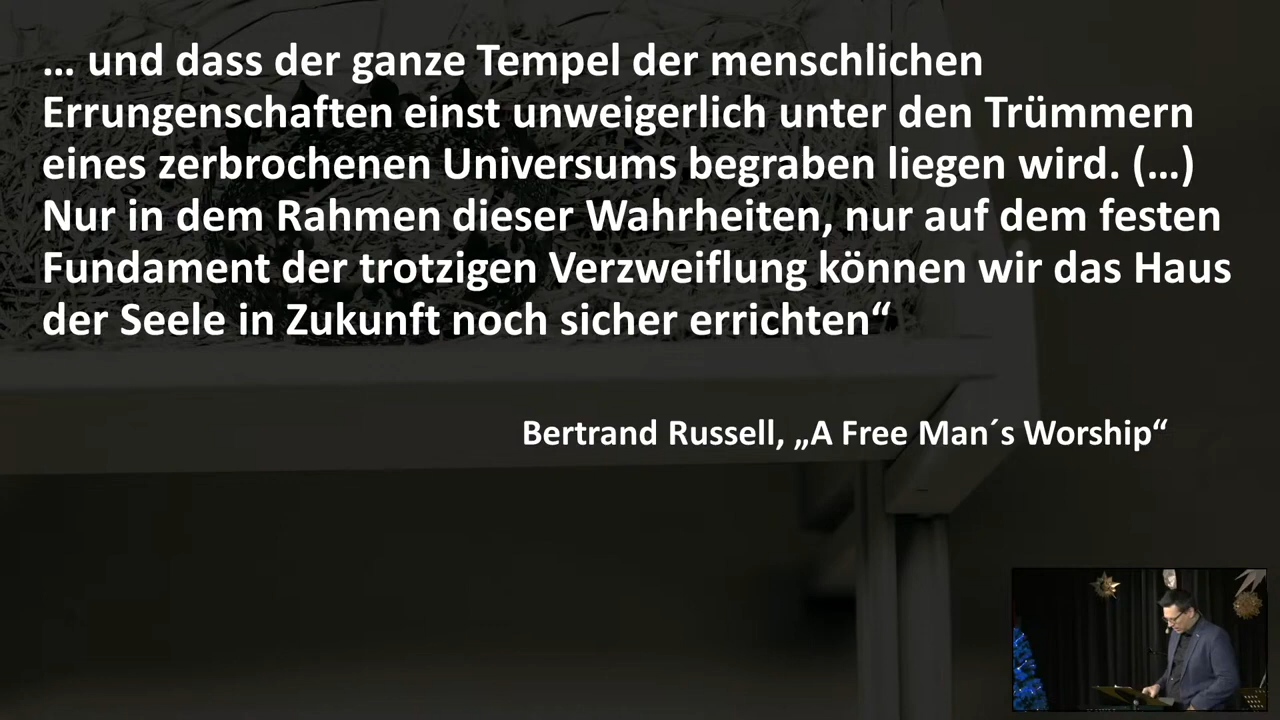 ... und dass der ganze Tempel der menschlichen
Errungenschaften einst unweigerlich unter den Trümmern
eines zerbrochenen Universums begraben liegen wird. (...)
Nur in dem Rahmen dieser Wahrheiten, nur auf dem festen
Fundament der trotzigen Verzweiflung können wir das Haus
der Seele in Zukunft noch sicher errichten“
Bertrand Russell, „A Free Man´s Worship“